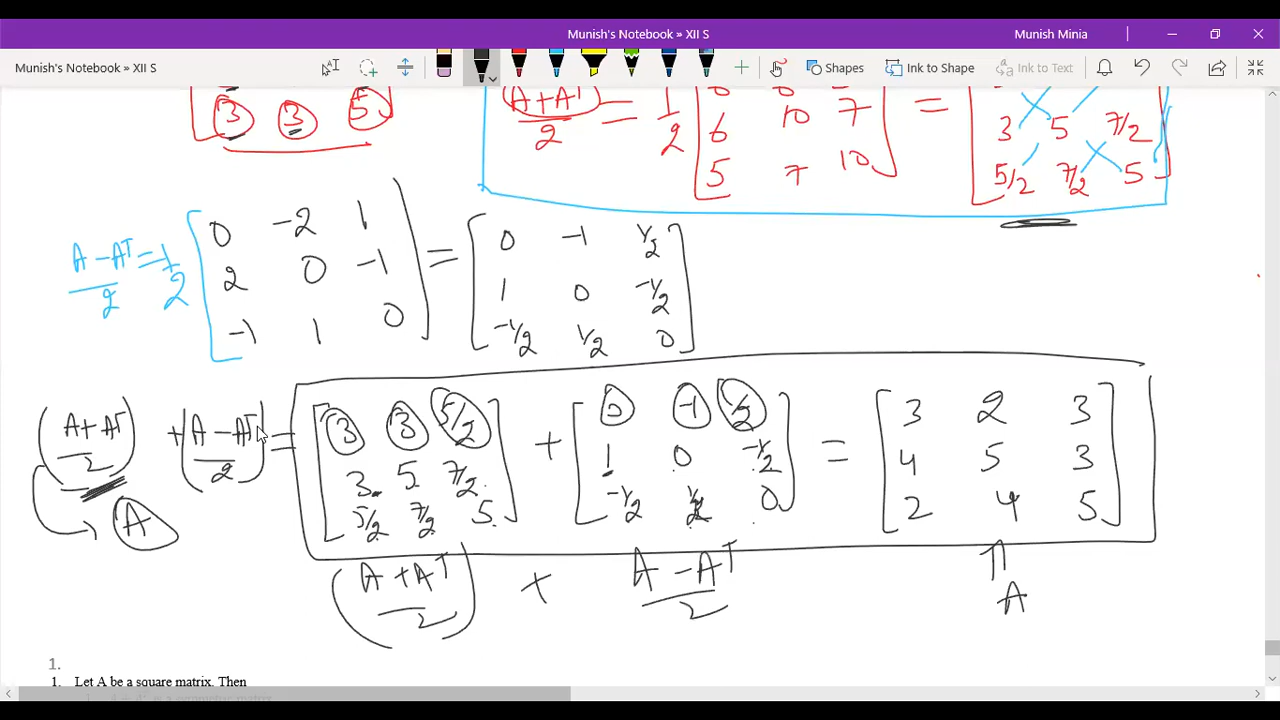 Munish's Notebook » XII S Munish Minia
Munish's Notebook » XII S Shapes Ink to Shape Ink to Text
3 3 5
(A+Aᵀ)/2 = 1/2 [6 10 7 = [3 5 7/2
5 7 10] 5/2 7/2 5]
A-Aᵀ/2 = 1/2 [0 -2 1 = [0 -1 1/2
2 0 -1 1 0 -1/2
-1 1 0] -1/2 1/2 0]
(A+Aᵀ/2) + (A-Aᵀ/2) = [3 3 5/2 + [0 -1 1/2 = [3 2 3
3 5 7/2 1 0 -1/2 4 5 3
A 5/2 7/2 5] -1/2 1/2 0] 2 4 5]
(A+Aᵀ/2) + A-Aᵀ/2 A
1.
1. Let A be a square matrix. Then